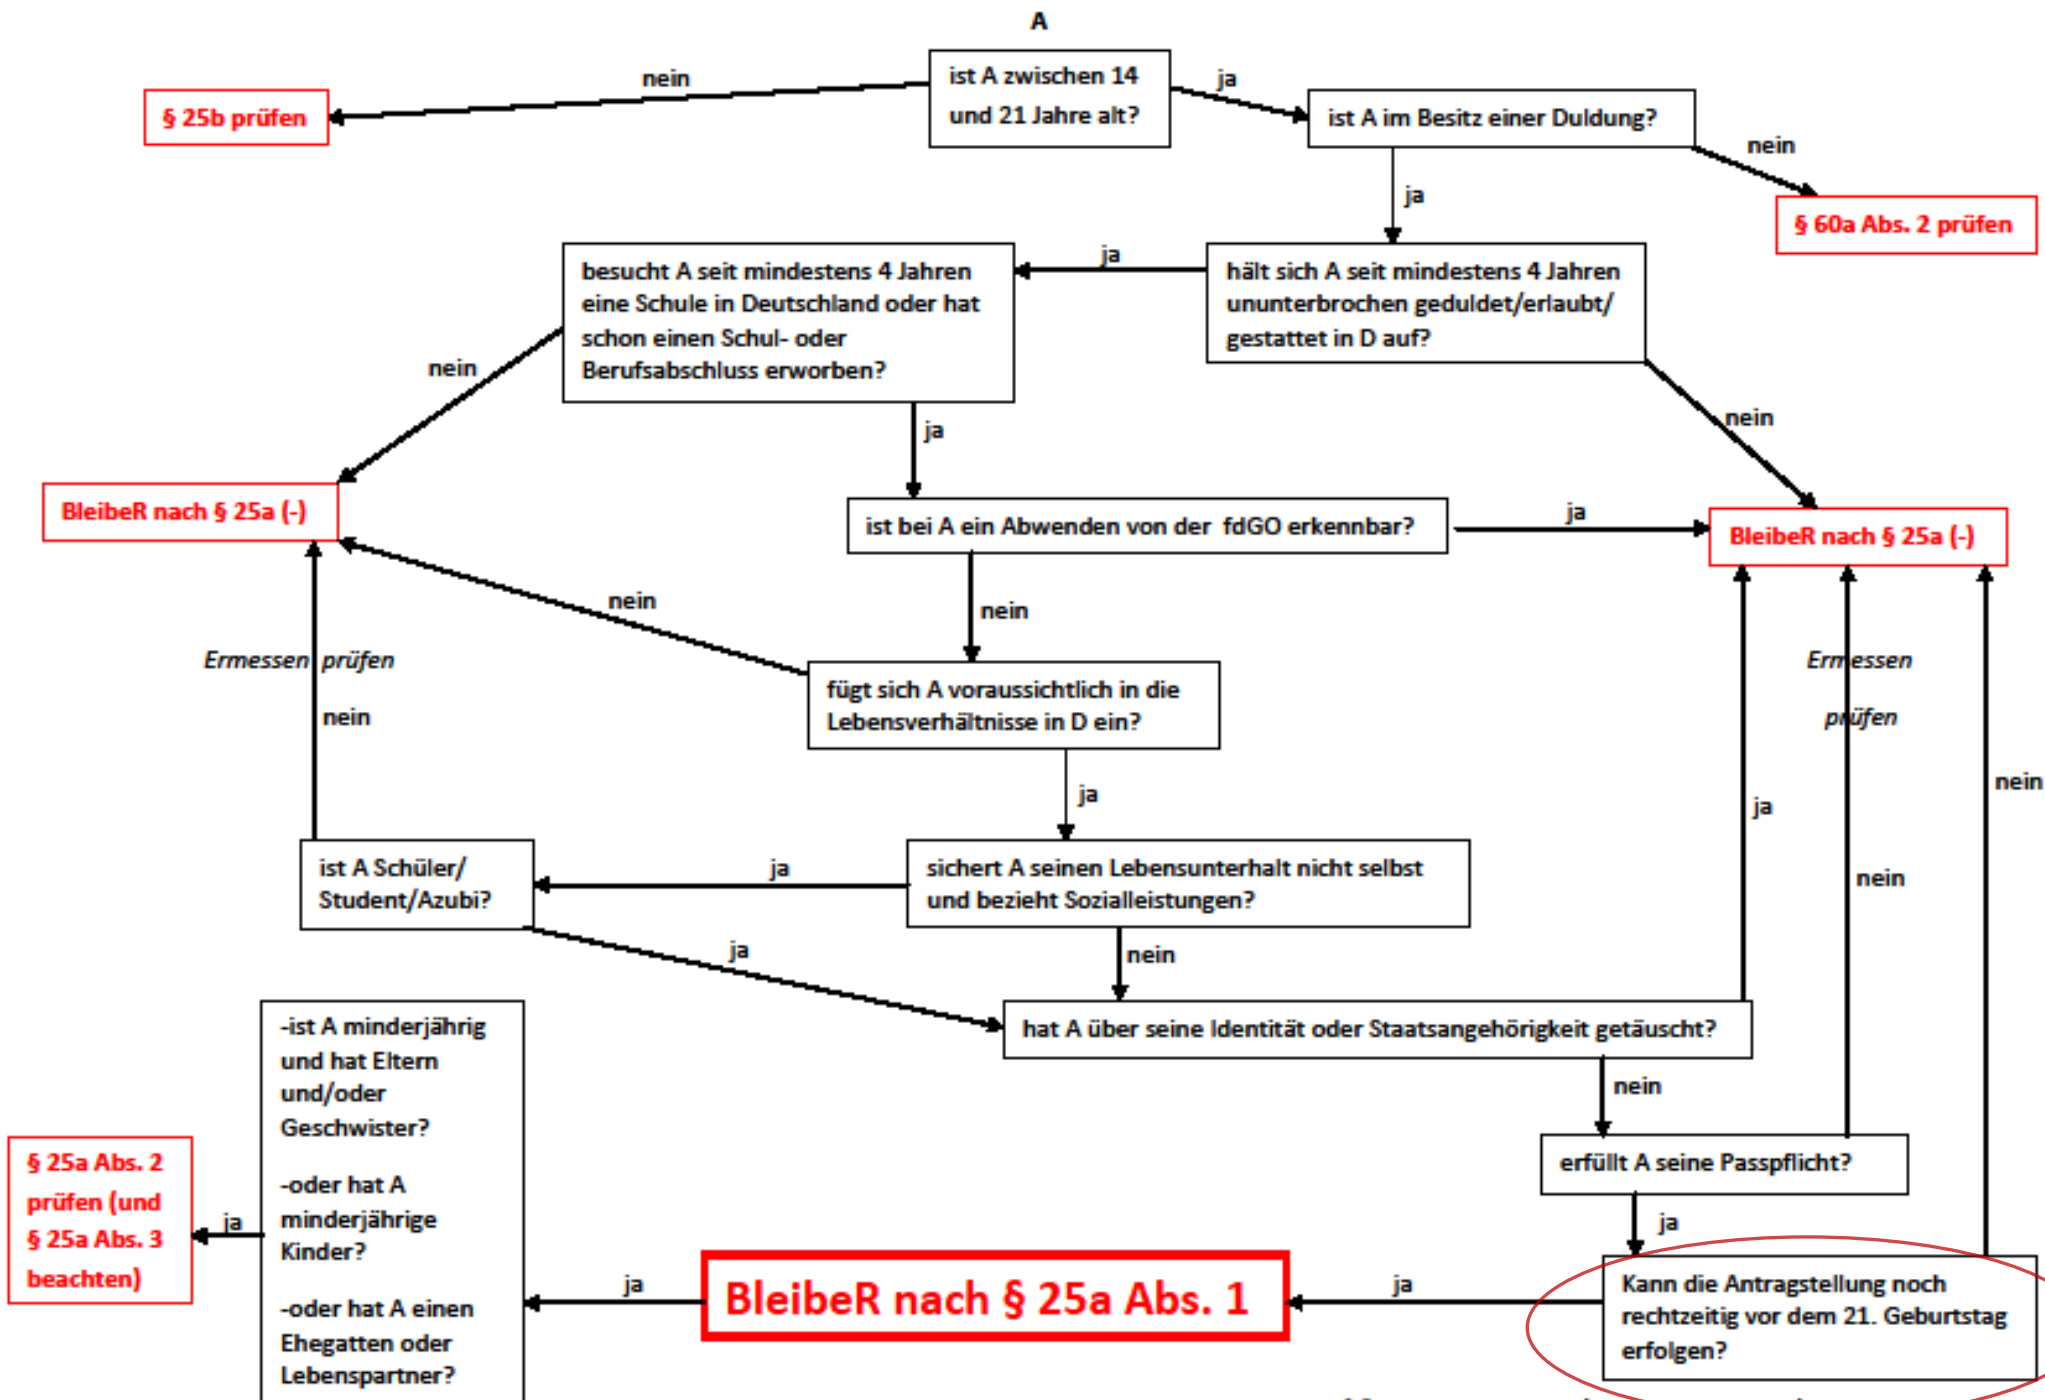 A
ist A zwischen 14
und 21 Jahre alt?
nein
ja
§ 25b prüfen
ist A im Besitz einer Duldung?
nein
ja
§ 60a Abs. 2 prüfen
hält sich A seit mindestens 4 Jahren
ununterbrochen geduldet/erlaubt/
gestattet in D auf?
ja
nein
besucht A seit mindestens 4 Jahren
eine Schule in Deutschland oder hat
schon einen Schul- oder
Berufsabschluss erworben?
nein
ja
BleibeR nach § 25a (-)
ist bei A ein Abwenden von der fdGO erkennbar?
ja
BleibeR nach § 25a (-)
nein
nein
fügt sich A voraussichtlich in die
Lebensverhältnisse in D ein?
ja
Ermessen prüfen
nein
Ermessen
prüfen
nein
ja
nein
ist A Schüler/
Student/Azubi?
ja
sichert A seinen Lebensunterhalt nicht selbst
und bezieht Sozialleistungen?
ja
nein
hat A über seine Identität oder Staatsangehörigkeit getäuscht?
nein
erfüllt A seine Passpflicht?
ja
Kann die Antragstellung noch
rechtzeitig vor dem 21. Geburtstag
erfolgen?
ja
BleibeR nach § 25a Abs. 1
ja
-ist A minderjährig
und hat Eltern
und/oder
Geschwister?
-oder hat A
minderjährige
Kinder?
-oder hat A einen
Ehegatten oder
Lebenspartner?
ja
§ 25a Abs. 2
prüfen (und
§ 25a Abs. 3
beachten)